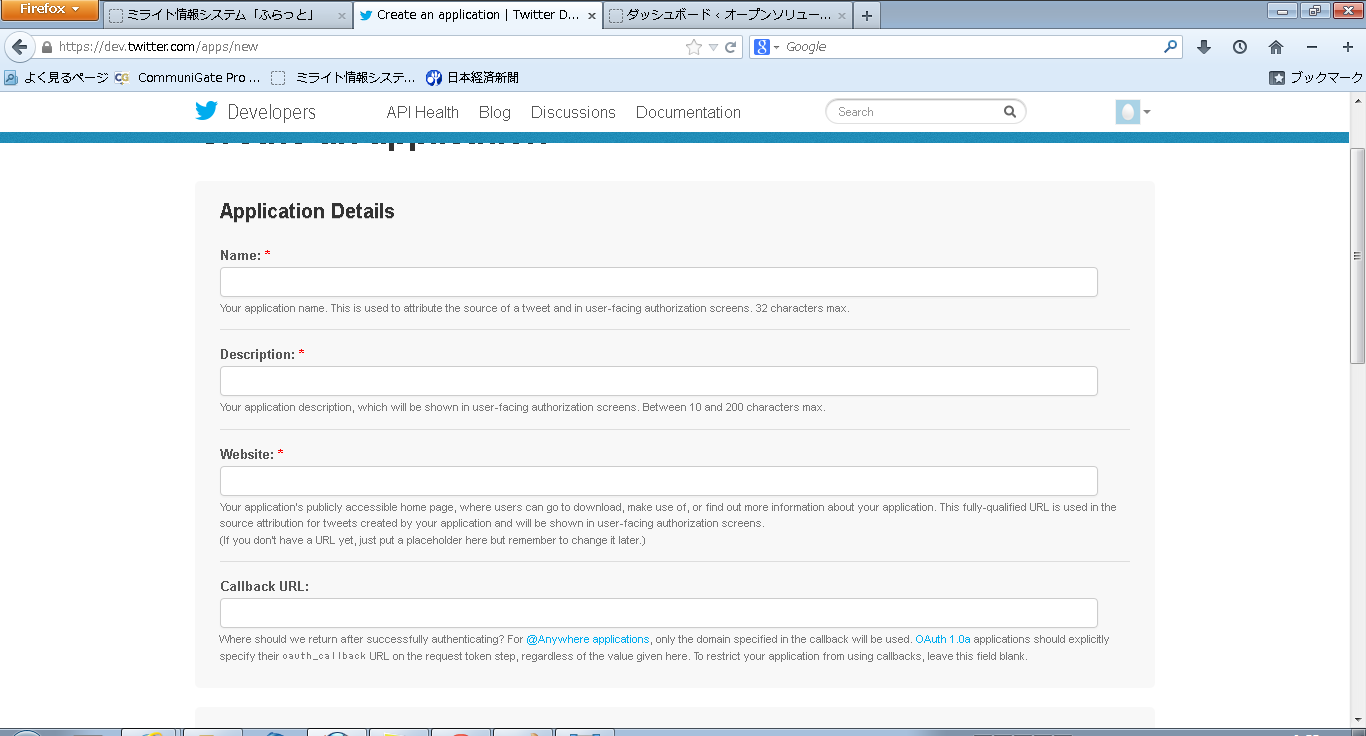 Firefox
ミライト情報システム「ふらっと」
Create an application | Twitter D...
ダッシュボード ‹ オープンソリュー...
https://dev.twitter.com/apps/new
Google
よく見るページ
CommuniGate Pro ...
ミライト情報システ...
日本経済新聞
ブックマーク
Developers
API Health
Blog
Discussions
Documentation
Search
Application Details
Name: *
Your application name. This is used to attribute the source of a tweet and in user-facing authorization screens. 32 characters max.
Description: *
Your application description, which will be shown in user-facing authorization screens. Between 10 and 200 characters max.
Website: *
Your application's publicly accessible home page, where users can go to download, make use of, or find out more information about your application. This fully-qualified URL is used in the
source attribution for tweets created by your application and will be shown in user-facing authorization screens.
(If you don't have a URL yet, just put a placeholder here but remember to change it later.)
Callback URL:
Where should we return after successfully authenticating? For @Anywhere applications, only the domain specified in the callback will be used. OAuth 1.0a applications should explicitly
specify their oauth_callback URL on the request token step, regardless of the value given here. To restrict your application from using callbacks, leave this field blank.